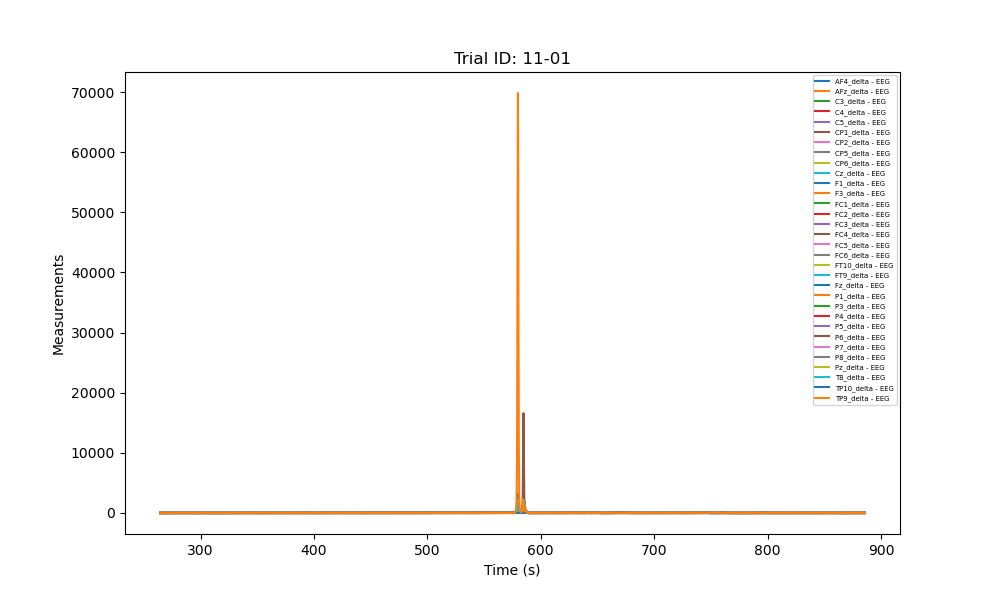 Trial ID: 11-01
70000
60000
50000
40000
30000
20000
10000
0
Measurements
300
400
500
600
700
800
900
Time (s)
AF4_delta - EEG
AFz_delta - EEG
C3_delta - EEG
C4_delta - EEG
C5_delta - EEG
CP1_delta - EEG
CP2_delta - EEG
CP5_delta - EEG
CP6_delta - EEG
Cz_delta - EEG
F1_delta - EEG
F3_delta - EEG
FC1_delta - EEG
FC2_delta - EEG
FC3_delta - EEG
FC4_delta - EEG
FC5_delta - EEG
FC6_delta - EEG
FT10_delta - EEG
FT9_delta - EEG
Fz_delta - EEG
P1_delta - EEG
P3_delta - EEG
P4_delta - EEG
P5_delta - EEG
P6_delta - EEG
P7_delta - EEG
P8_delta - EEG
Pz_delta - EEG
T8_delta - EEG
TP10_delta - EEG
TP9_delta - EEG